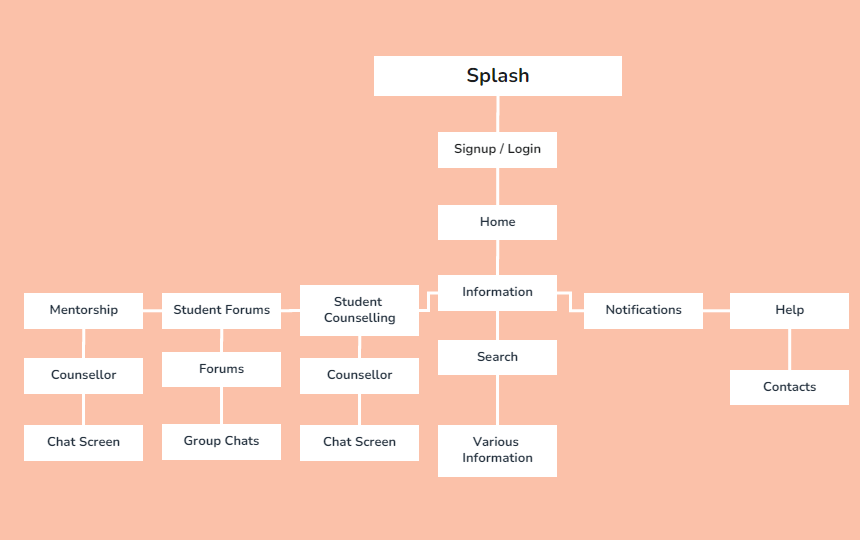 Splash
Signup / Login
Home
Information
Mentorship
Student Forums
Student
Counselling
Notifications
Help
Counsellor
Forums
Counsellor
Search
Contacts
Chat Screen
Group Chats
Chat Screen
Various
Information